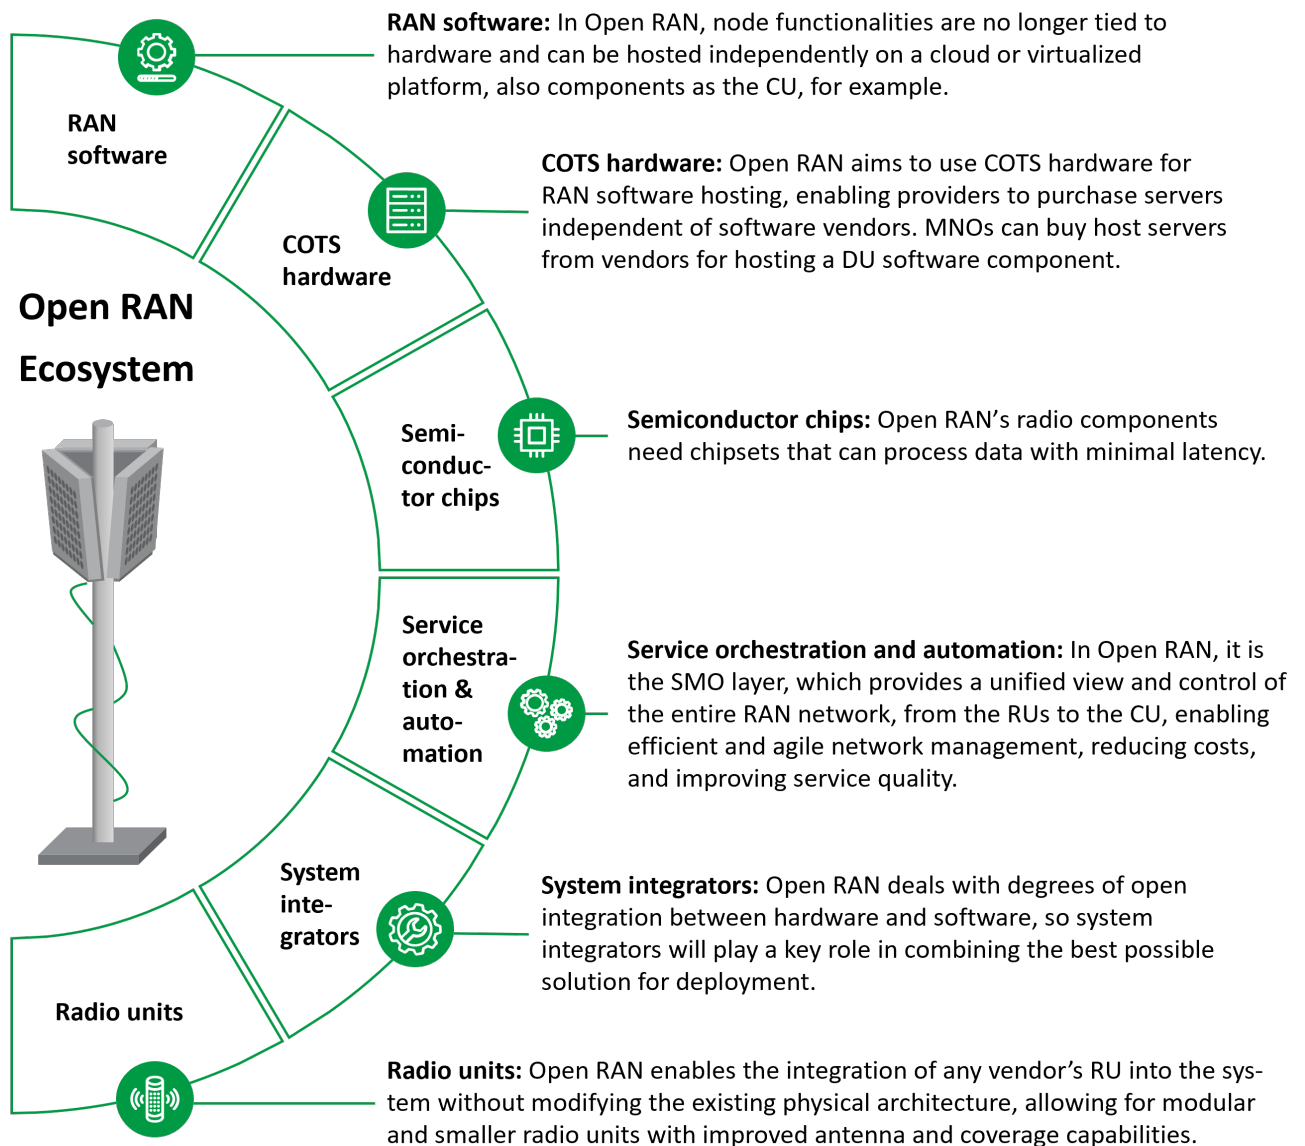 RAN software: In Open RAN, node functionalities are no longer tied to
hardware and can be hosted independently on a cloud or virtualized
platform, also components as the CU, for example.
RAN
software
COTS hardware: Open RAN aims to use COTS hardware for
RAN software hosting, enabling providers to purchase servers
independent of software vendors. MNOs can buy host servers
from vendors for hosting a DU software component.
COTS
hardware
Open RAN
Ecosystem
Semiconductor chips: Open RAN’s radio components
need chipsets that can process data with minimal latency.
Semi-
conduc-
tor chips
Service
orchestra-
tion &
auto-
mation
Service orchestration and automation: In Open RAN, it is
the SMO layer, which provides a unified view and control of
the entire RAN network, from the RUs to the CU, enabling
efficient and agile network management, reducing costs,
and improving service quality.
System
inte-
grators
System integrators: Open RAN deals with degrees of open
integration between hardware and software, so system
integrators will play a key role in combining the best possible
solution for deployment.
Radio units
Radio units: Open RAN enables the integration of any vendor’s RU into the sys-
tem without modifying the existing physical architecture, allowing for modular
and smaller radio units with improved antenna and coverage capabilities.